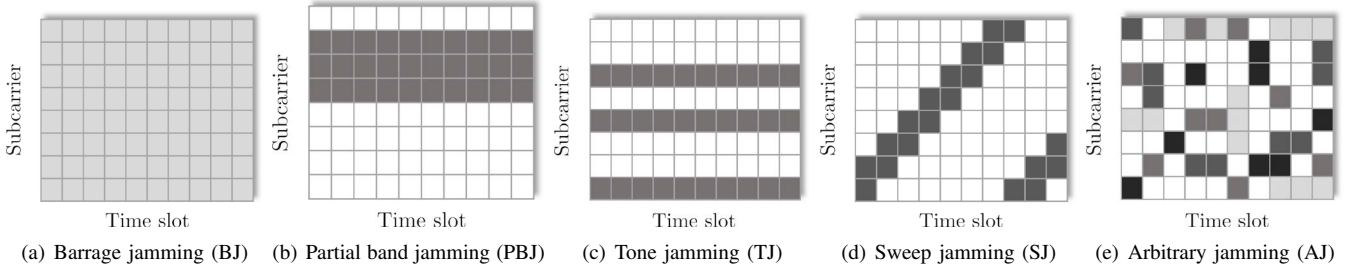 Subcarrier
Time slot
(a) Barrage jamming (BJ)
Subcarrier
Time slot
(b) Partial band jamming (PBJ)
Subcarrier
Time slot
(c) Tone jamming (TJ)
Subcarrier
Time slot
(d) Sweep jamming (SJ)
Subcarrier
Time slot
(e) Arbitrary jamming (AJ)